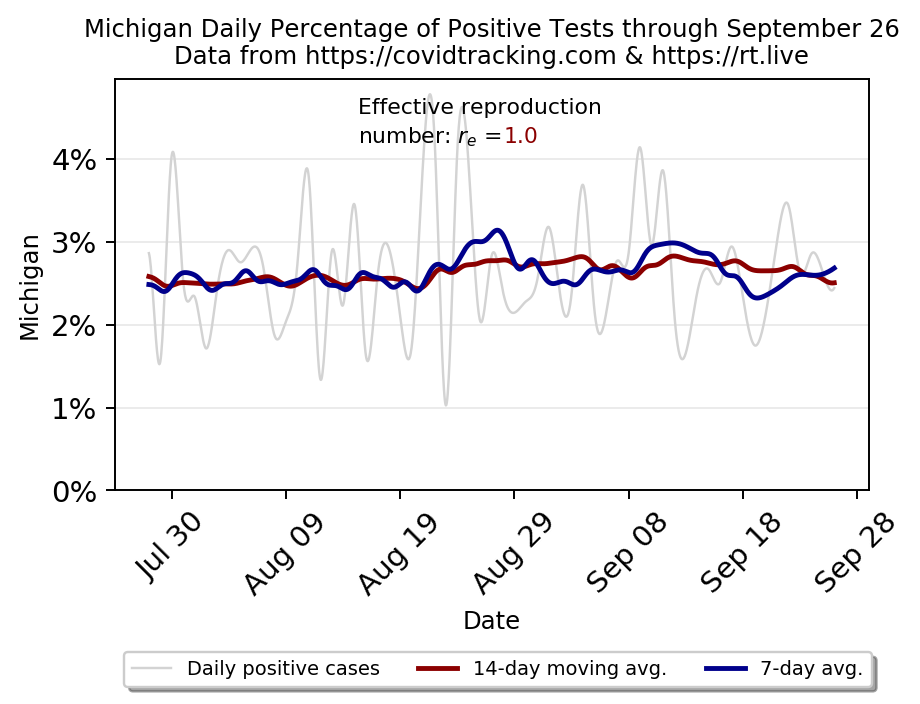 Michigan Daily Percentage of Positive Tests through September 26
Data from https://covidtracking.com & https://rt.live
Effective reproduction
number: rₑ =1.0
4%
3%
2%
1%
0%
Michigan
Jul 30
Aug 09
Aug 19
Aug 29
Sep 08
Sep 18
Sep 28
Date
Daily positive cases
14-day moving avg.
7-day avg.